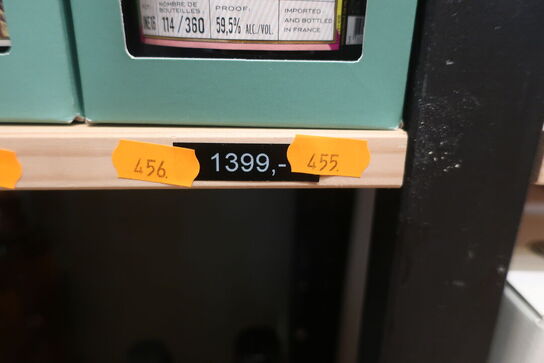 NOMBRE DE
BOUTEILLES:
114/360
PROOF:
59,5% ALC./VOL.
IMPORTED
AND BOTTLED
IN FRANCE
456.
1399,-
455.